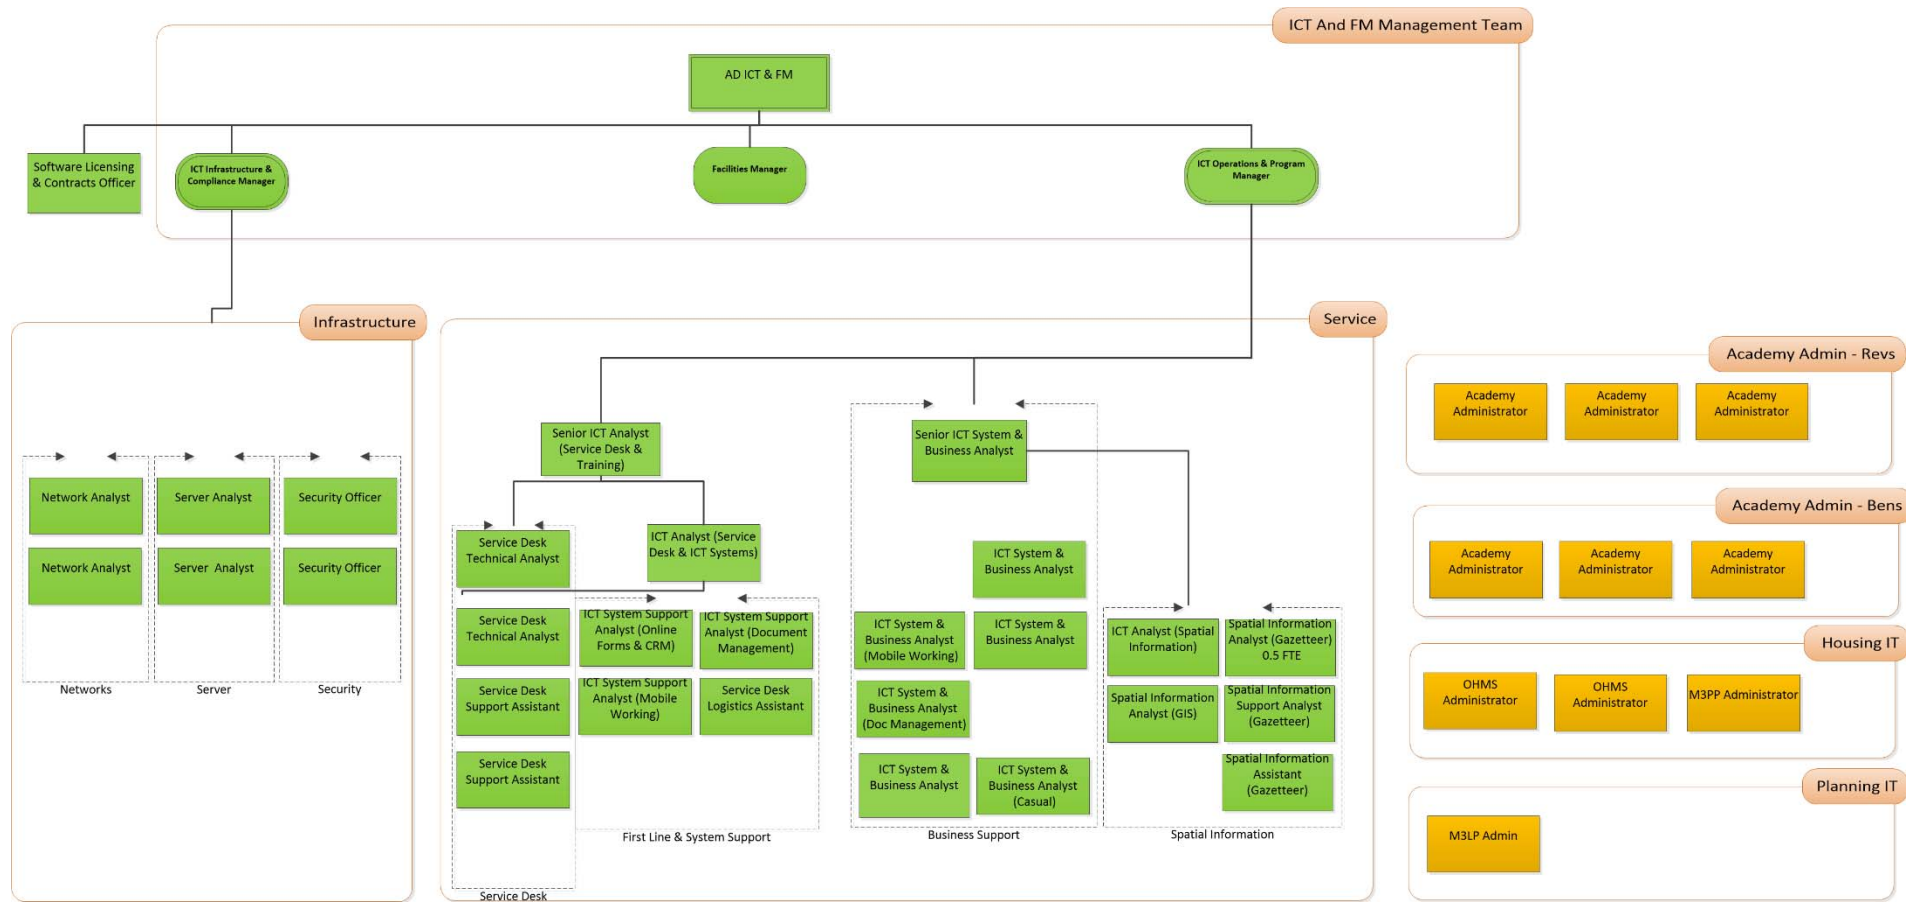 ICT And FM Management Team
AD ICT & FM
Software Licensing
& Contracts Officer
ICT Infrastructure &
Compliance Manager
Facilities Manager
ICT Operations & Program
Manager
Infrastructure
Network Analyst
Server Analyst
Security Officer
Network Analyst
Server Analyst
Security Officer
Networks
Server
Security
Service
Senior ICT Analyst
(Service Desk &
Training)
Senior ICT System &
Business Analyst
Service Desk
Technical Analyst
ICT Analyst (Service
Desk & ICT Systems)
Service Desk
Technical Analyst
Service Desk
Support Assistant
Service Desk
Support Assistant
Service Desk
ICT System Support
Analyst (Online
Forms & CRM)
ICT System Support
Analyst (Document
Management)
ICT System Support
Analyst (Mobile
Working)
Service Desk
Logistics Assistant
First Line & System Support
ICT System &
Business Analyst
ICT System &
Business Analyst
(Mobile Working)
ICT System &
Business Analyst
ICT System &
Business Analyst
(Doc Management)
ICT System &
Business Analyst
ICT System &
Business Analyst
(Casual)
Business Support
ICT Analyst (Spatial
Information)
Spatial Information
Analyst (Gazetteer)
0.5 FTE
Spatial Information
Analyst (GIS)
Spatial Information
Support Analyst
(Gazetteer)
Spatial Information
Assistant
(Gazetteer)
Spatial Information
Academy Admin - Revs
Academy
Administrator
Academy
Administrator
Academy
Administrator
Academy Admin - Bens
Academy
Administrator
Academy
Administrator
Academy
Administrator
Housing IT
OHMS
Administrator
OHMS
Administrator
M3PP Administrator
Planning IT
M3LP Admin